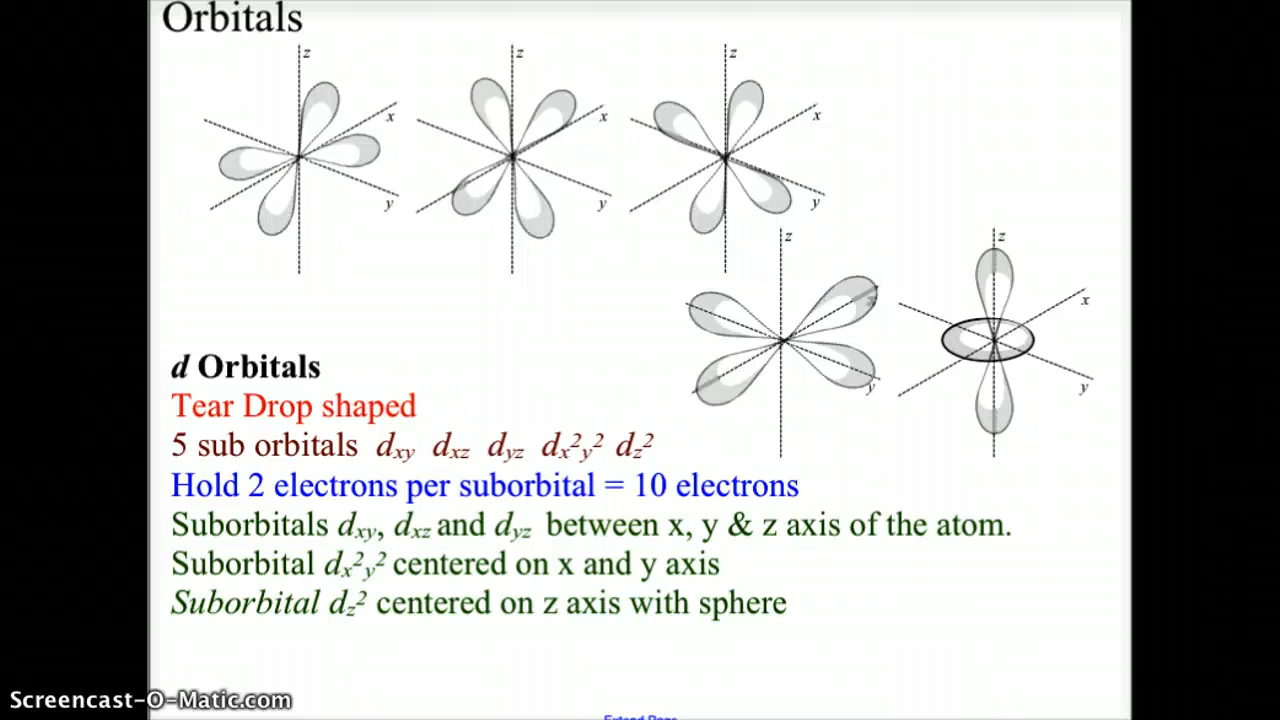 Orbitals
z z z
x x x
y y y
z z
x x
y y
d Orbitals
Tear Drop shaped
5 sub orbitals dxy dxz dyz dx²y² dz²
Hold 2 electrons per suborbital = 10 electrons
Suborbitals dxy, dxz and dyz between x, y & z axis of the atom.
Suborbital dx²y² centered on x and y axis
Suborbital dz² centered on z axis with sphere
Screencast-O-Matic.com
Extend Page